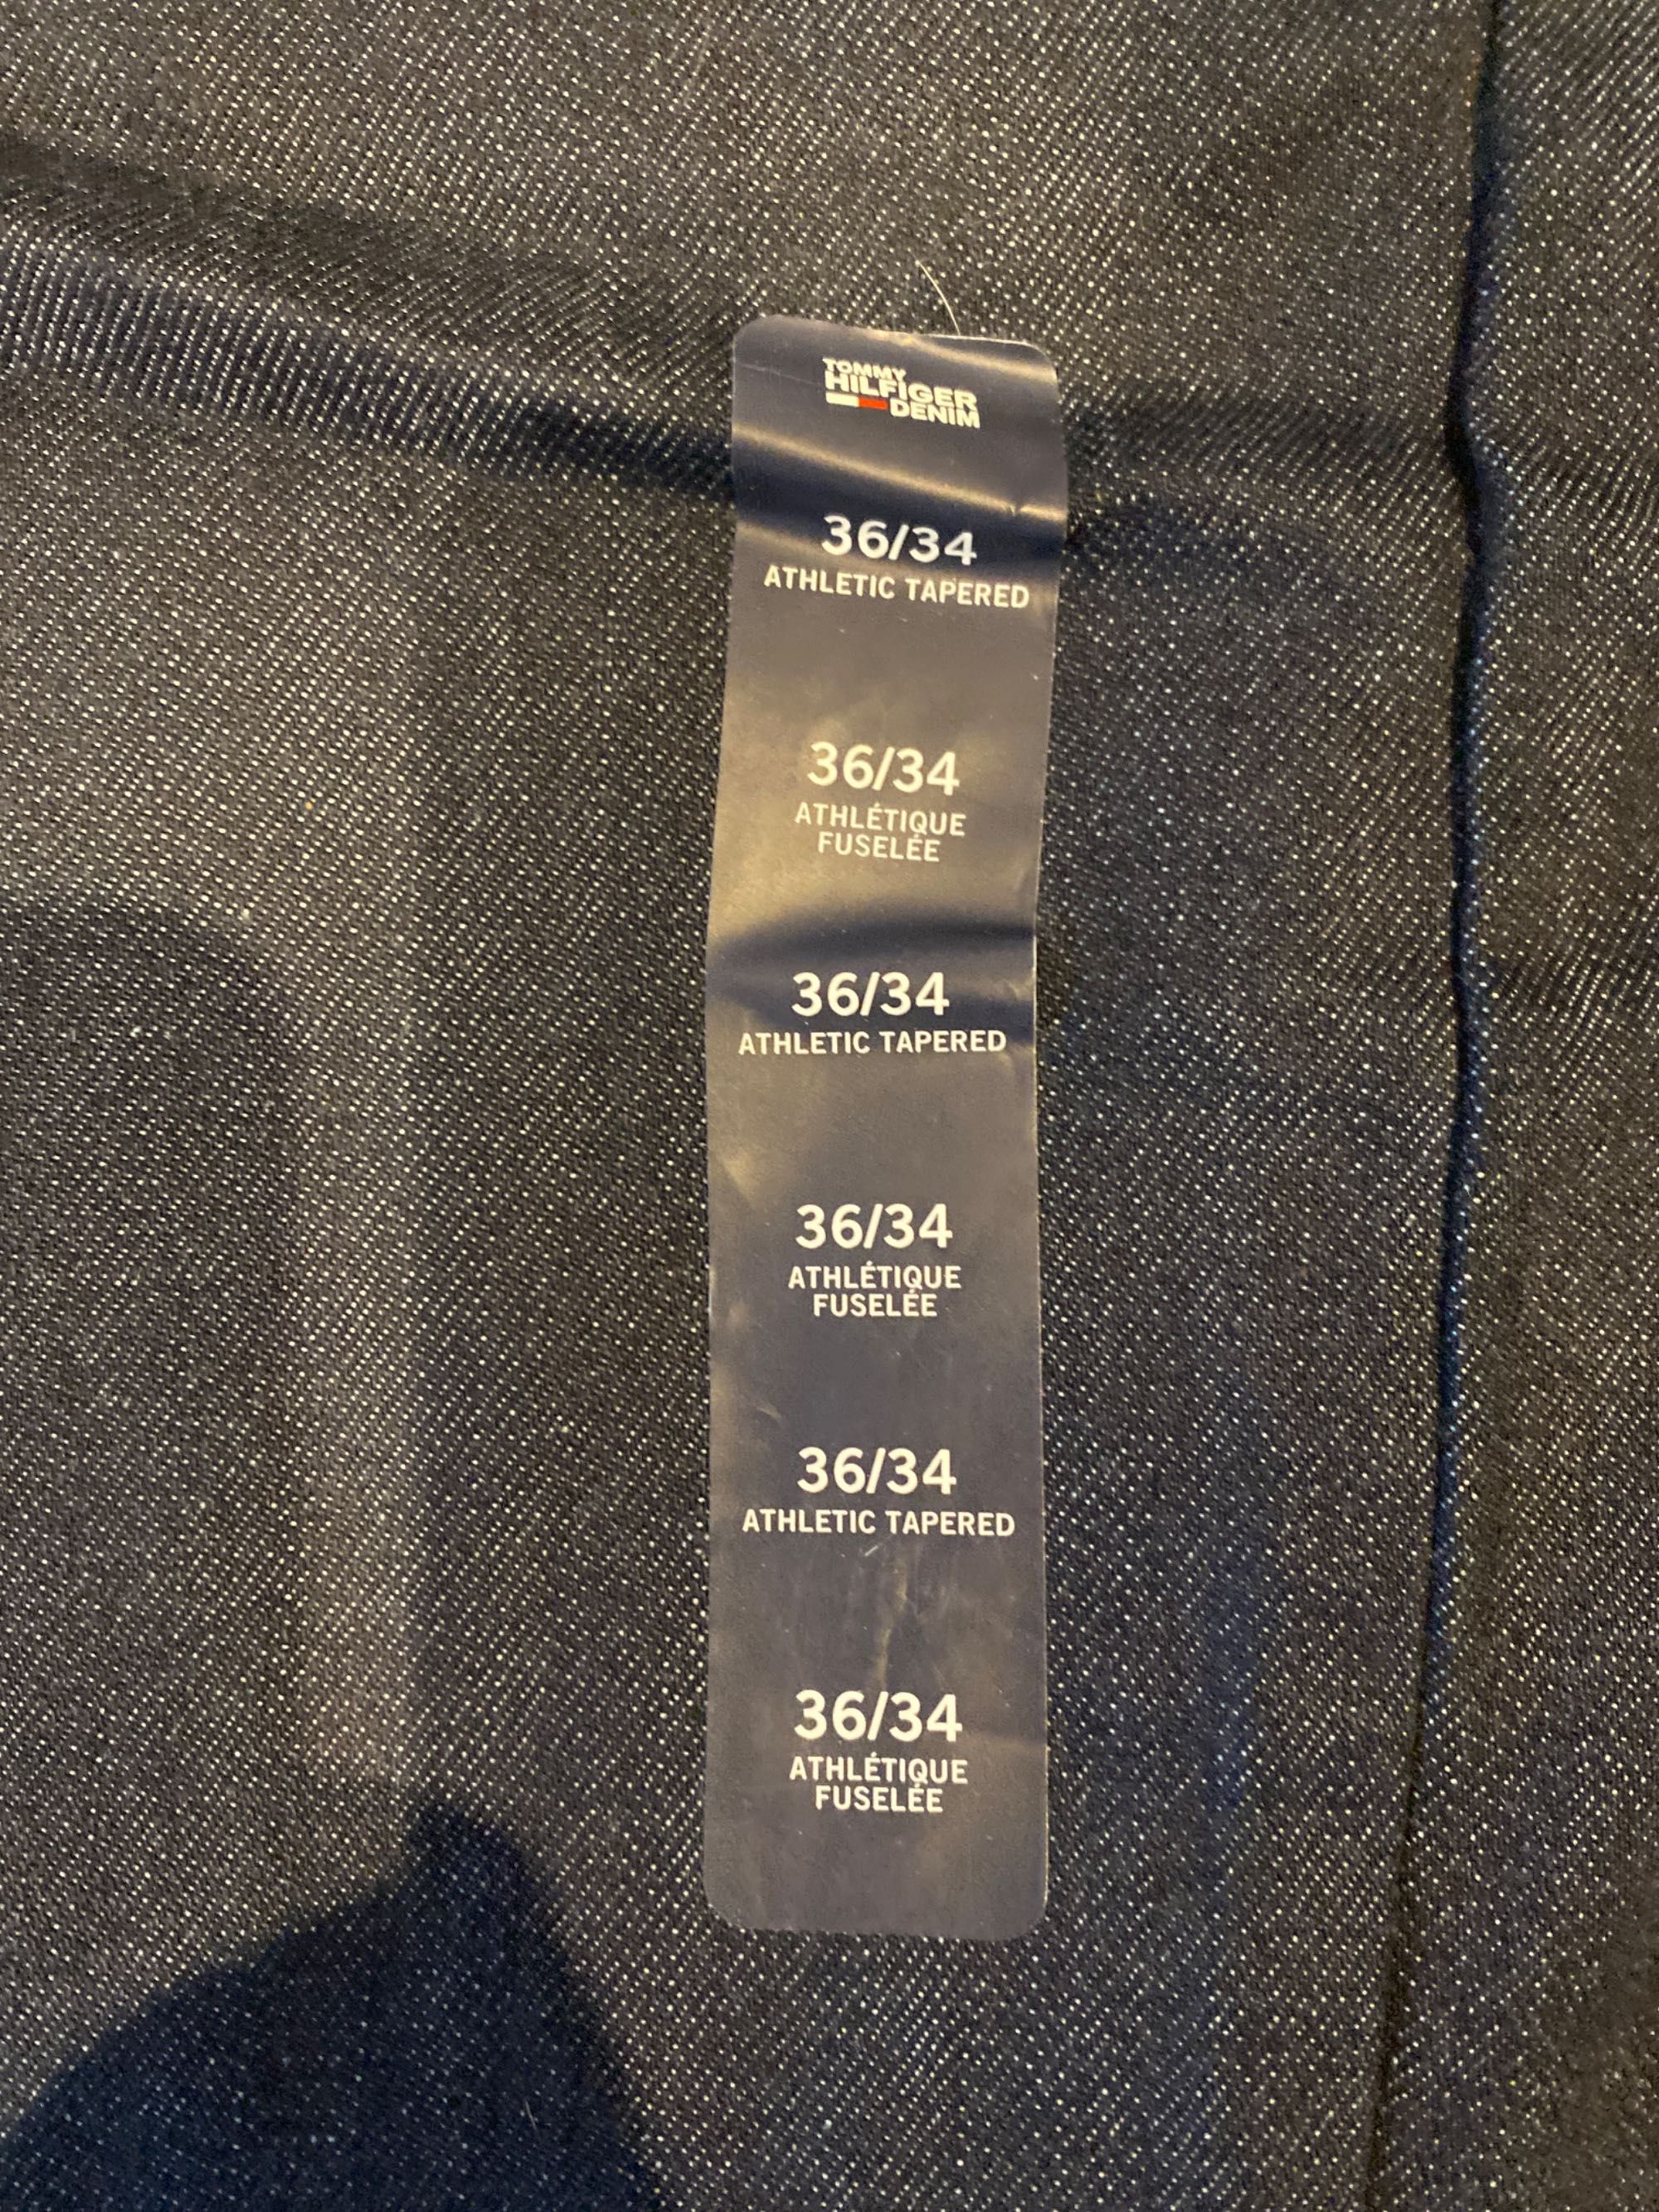 TOMMY
HILFIGER
DENIM
36/34
ATHLETIC TAPERED
36/34
ATHLÉTIQUE
FUSELÉE
36/34
ATHLETIC TAPERED
36/34
ATHLÉTIQUE
FUSELÉE
36/34
ATHLETIC TAPERED
36/34
ATHLÉTIQUE
FUSELÉE